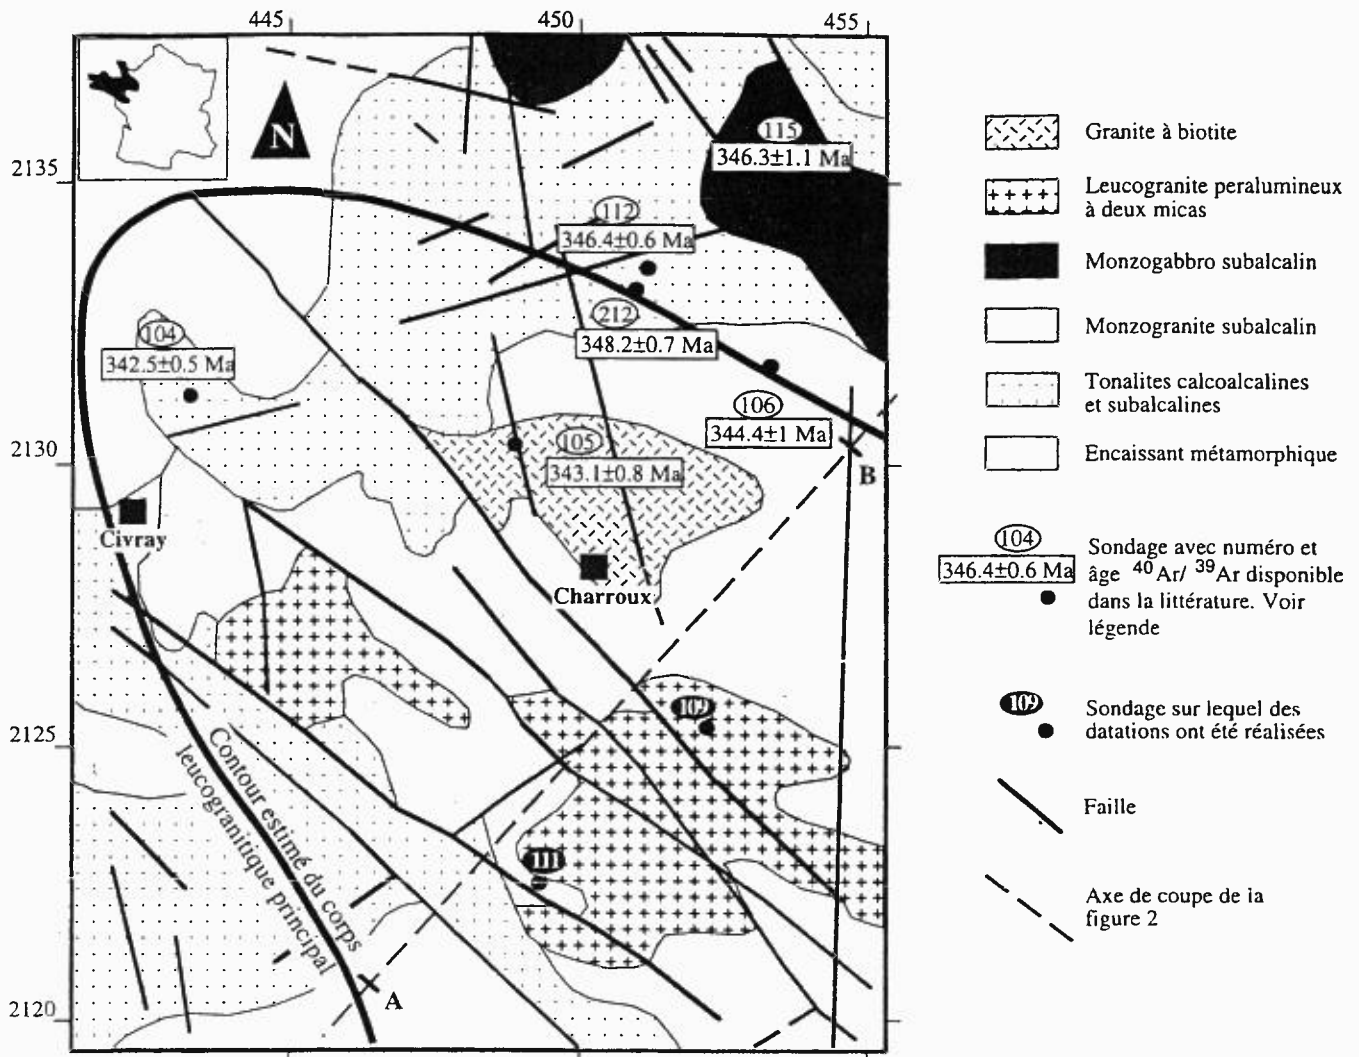 445
450
455
N
115
346.3±1.1 Ma
2135
112
346.4±0.6 Ma
104
342.5±0.5 Ma
212
348.2±0.7 Ma
106
344.4±1 Ma
105
343.1±0.8 Ma
2130
B
Civray
Charroux
109
2125
Contour estimé du corps
leucogranitique principal
111
A
2120
Granite à biotite
Leucogranite peralumineux
à deux micas
Monzogabbro subalcalin
Monzogranite subalcalin
Tonalites calcoalcalines
et subalcalines
Encaissant métamorphique
104
346.4±0.6 Ma
Sondage avec numéro et
âge ⁴⁰Ar/ ³⁹Ar disponible
dans la littérature. Voir
légende
109
Sondage sur lequel des
datations ont été réalisées
Faille
Axe de coupe de la
figure 2